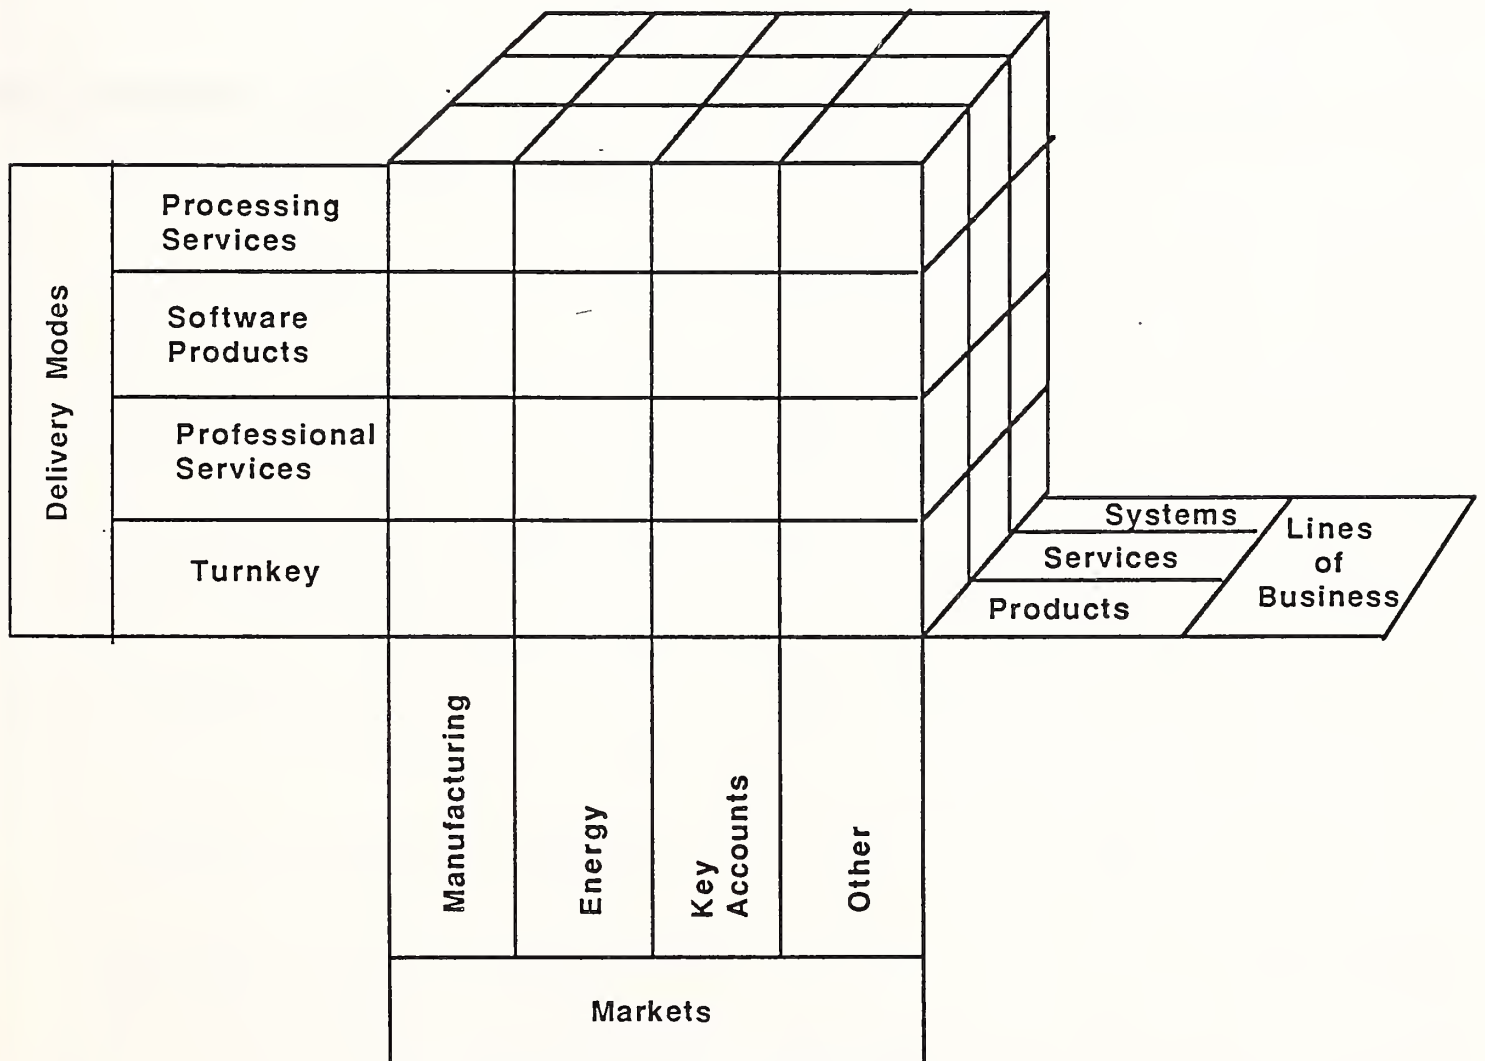 Delivery Modes
Processing
Services
Software
Products
Professional
Services
Turnkey
Systems
Services
Products
Lines
of
Business
Manufacturing
Energy
Key
Accounts
Other
Markets